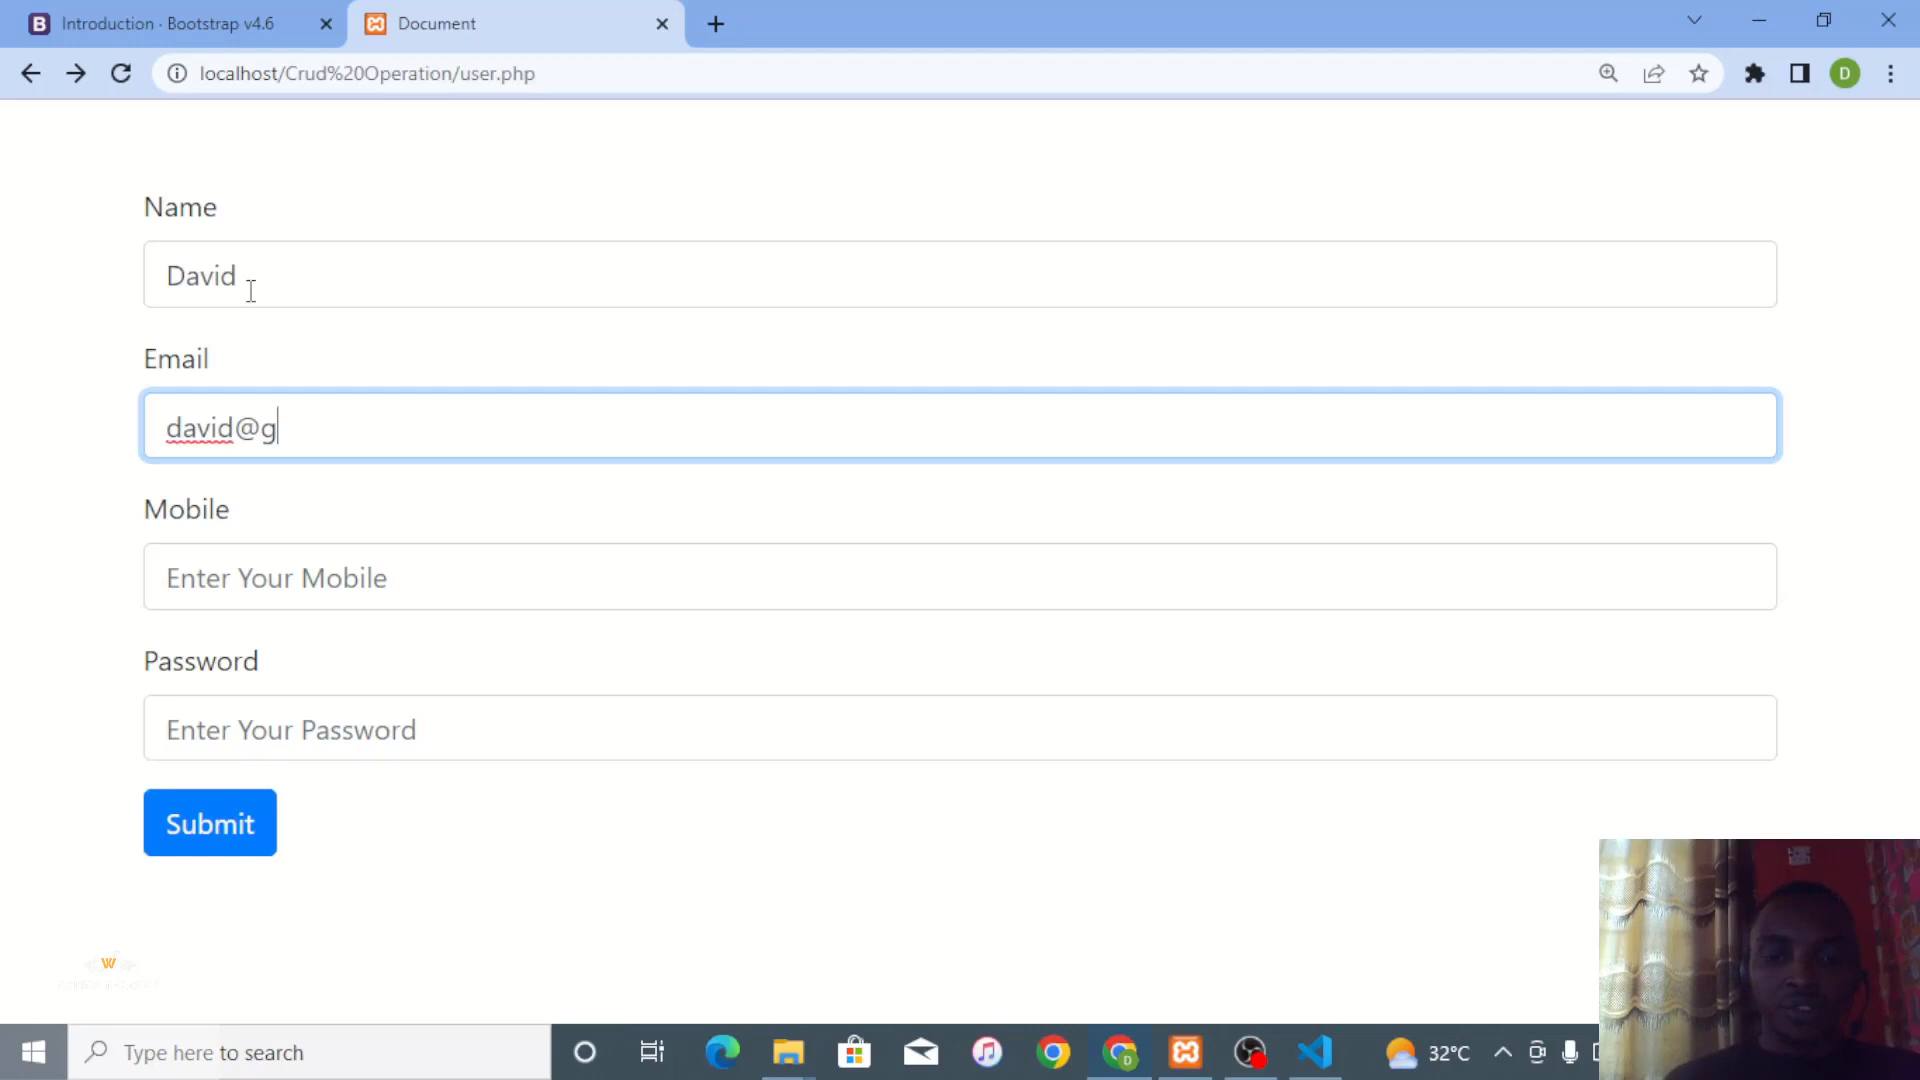 Introduction · Bootstrap v4.6
Document
localhost/Crud%20Operation/user.php
D
Name
David
Email
david@g
Mobile
Enter Your Mobile
Password
Enter Your Password
Submit
W
Type here to search
D
32°C